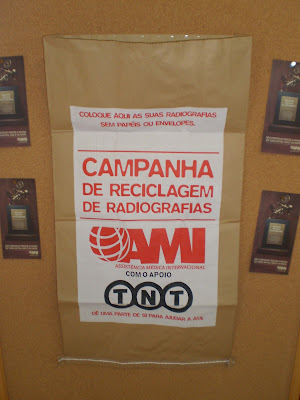 COLOQUE AQUI AS SUAS RADIOGRAFIAS
SEM PAPÉIS OU ENVELOPES.
CAMPANHA
DE RECICLAGEM
DE RADIOGRAFIAS
AMI
ASSISTÊNCIA MÉDICA INTERNACIONAL
COM O APOIO
TNT
DÊ UMA PARTE DE SI PARA AJUDAR A AMI.